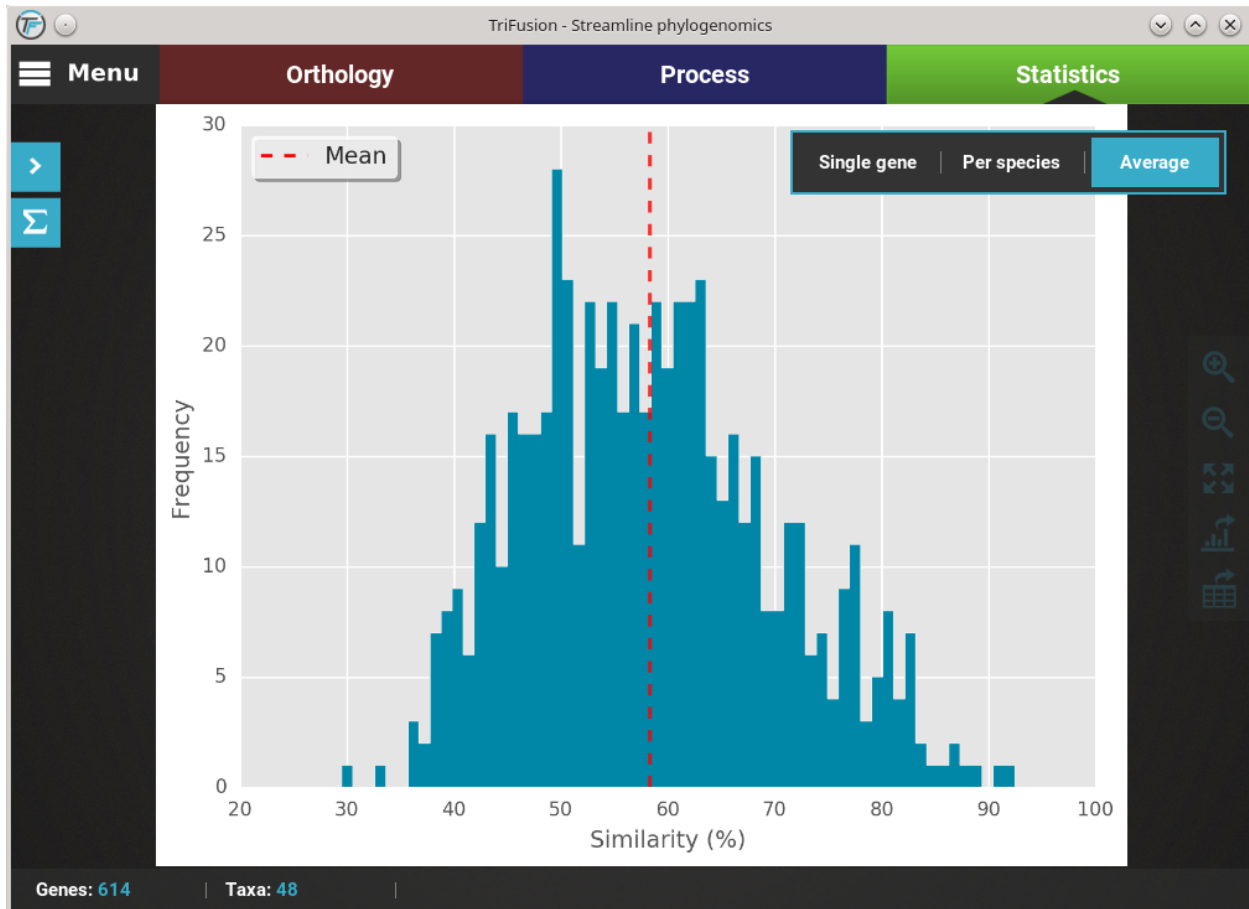 TriFusion - Streamline phylogenomics
Menu
Orthology
Process
Statistics
Mean
Single gene | Per species | Average
Σ
30
25
20
15
10
5
0
Frequency
20 30 40 50 60 70 80 90 100
Similarity (%)
Genes: 614 | Taxa: 48 |